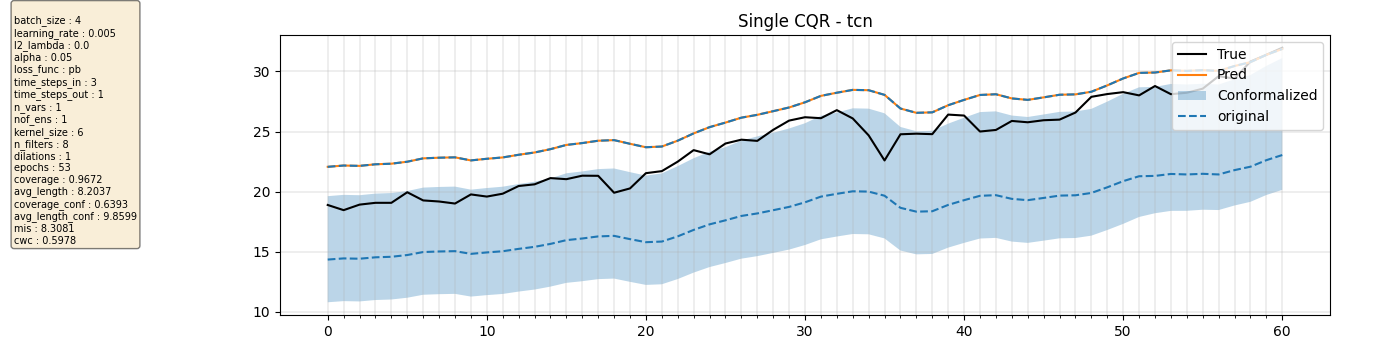 batch_size : 4
learning_rate : 0.005
l2_lambda : 0.0
alpha : 0.05
loss_func : pb
time_steps_in : 3
time_steps_out : 1
n_vars : 1
nof_ens : 1
kernel_size : 6
n_filters : 8
dilations : 1
epochs : 53
coverage : 0.9672
avg_length : 8.2037
coverage_conf : 0.6393
avg_length_conf : 9.8599
mis : 8.3081
cwc : 0.5978
Single CQR - tcn
30
25
20
15
10
0 10 20 30 40 50 60
True
Pred
Conformalized
original